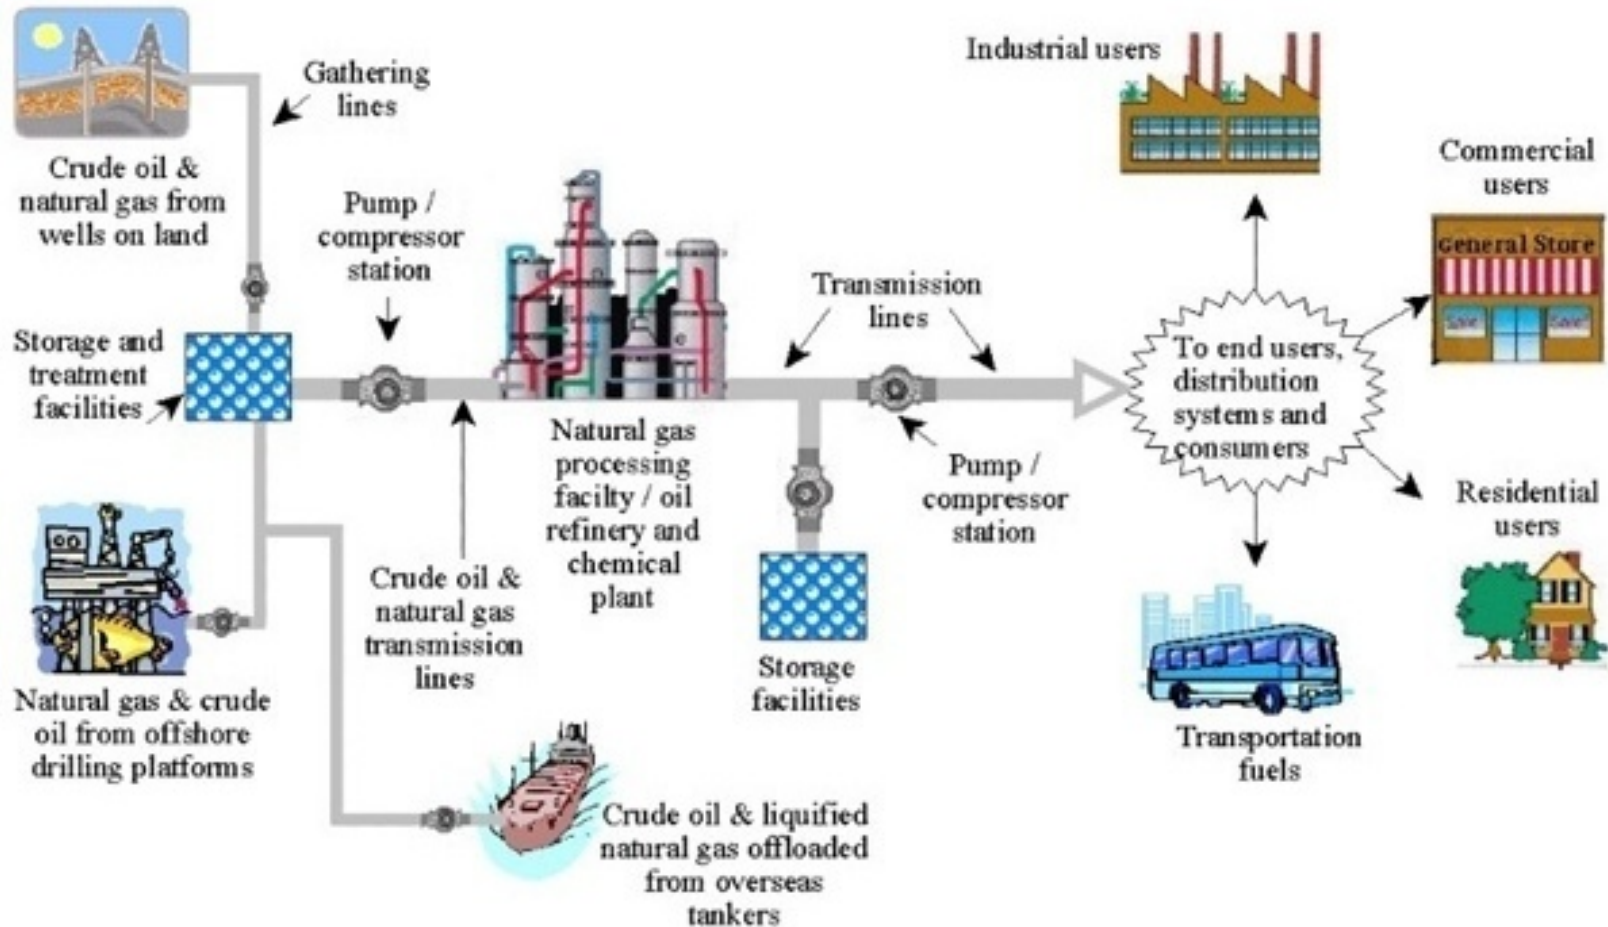 Gathering
lines
Crude oil &
natural gas from
wells on land
Pump /
compressor
station
Storage and
treatment
facilities
Natural gas & crude
oil from offshore
drilling platforms
Crude oil &
natural gas
transmission
lines
Natural gas
processing
facilty / oil
refinery and
chemical
plant
Crude oil & liquified
natural gas offloaded
from overseas
tankers
Transmission
lines
Pump /
compressor
station
Storage
facilities
To end users,
distribution
systems and
consumers
Industrial users
Commercial
users
General Store
Sale
Sale
Residential
users
Transportation
fuels